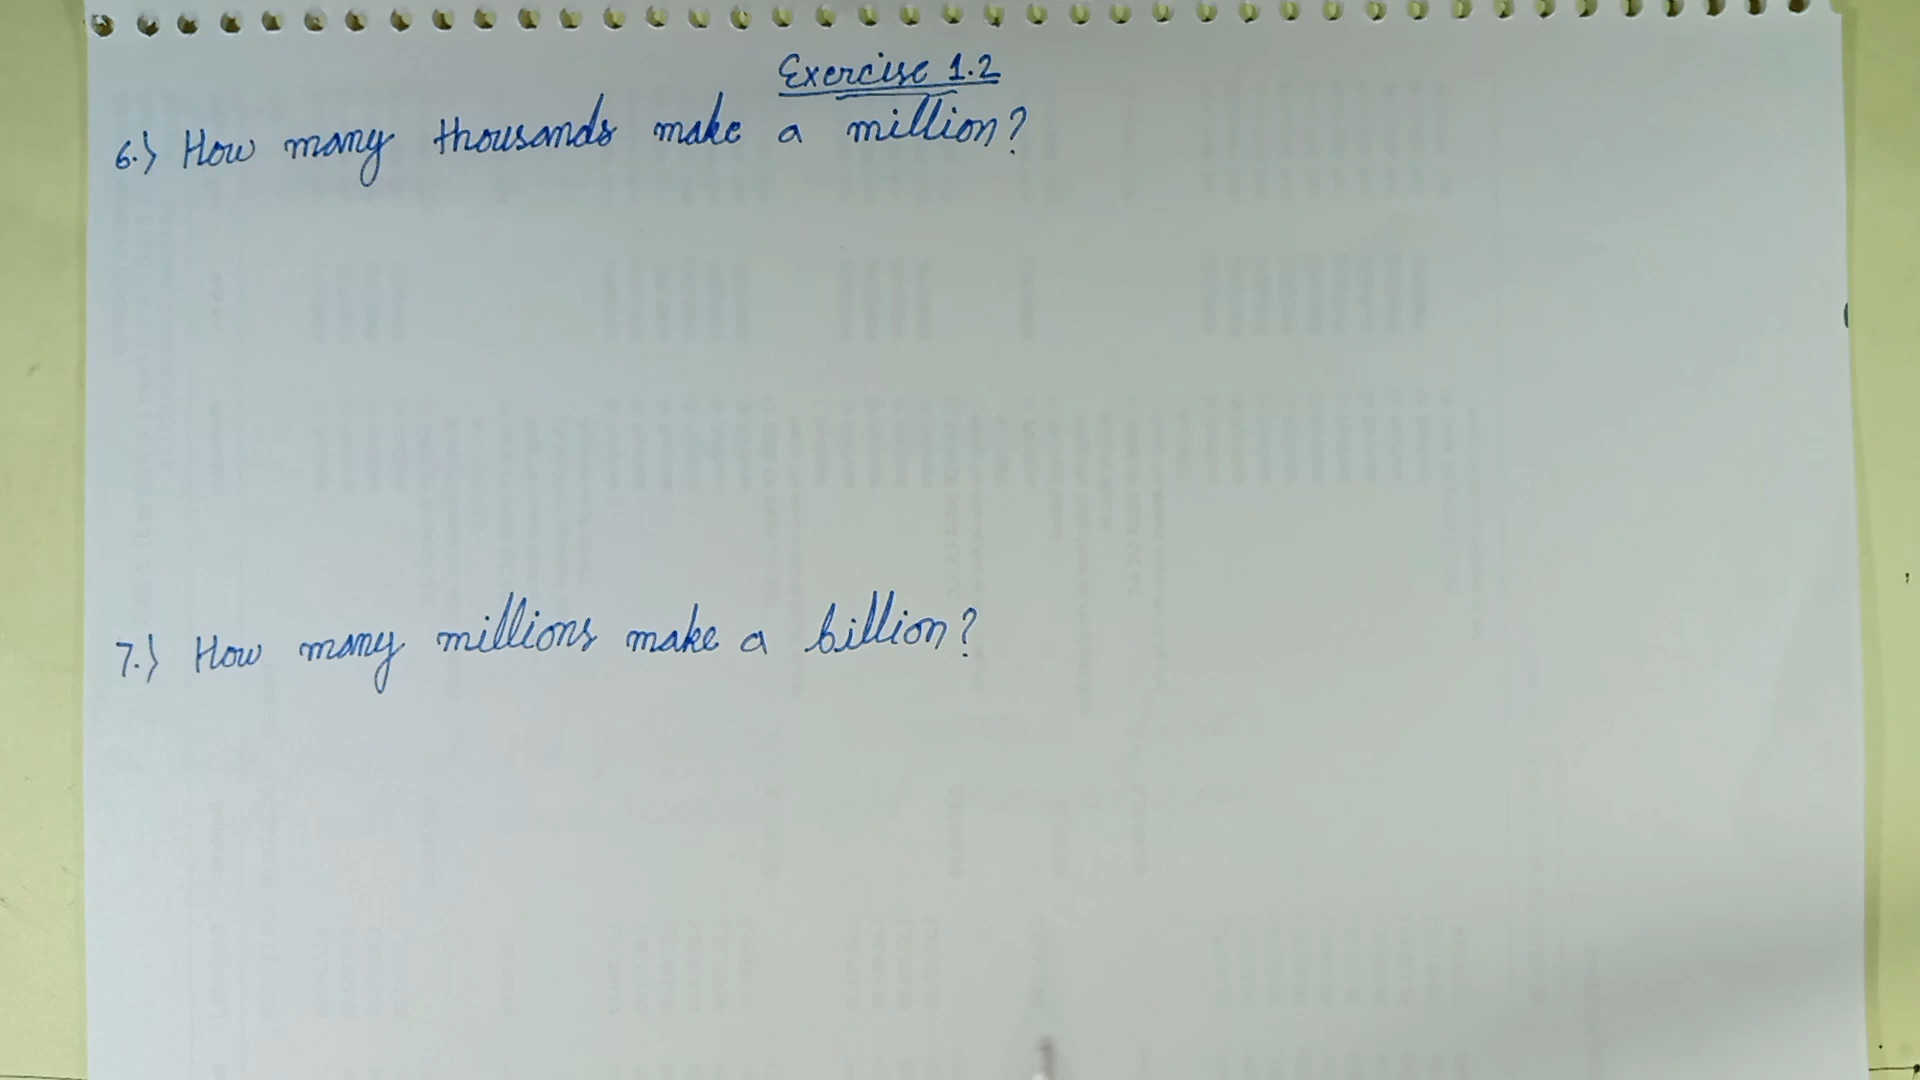 Exercise 1.2
6.) How many thousands make a million?
7.) How many millions make a billion?